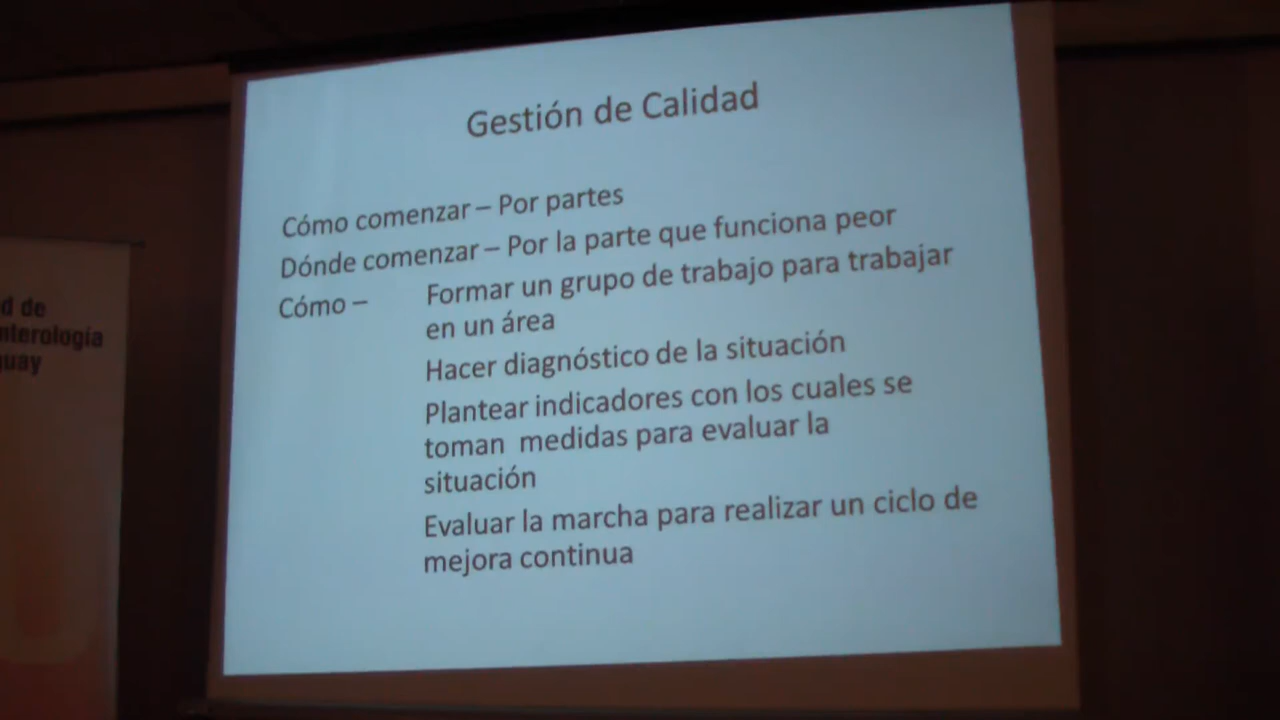 Gestión de Calidad
Cómo comenzar – Por partes
Dónde comenzar – Por la parte que funciona peor
Cómo – Formar un grupo de trabajo para trabajar
en un área
Hacer diagnóstico de la situación
Plantear indicadores con los cuales se
toman medidas para evaluar la
situación
Evaluar la marcha para realizar un ciclo de
mejora continua
d de
nterología
uay